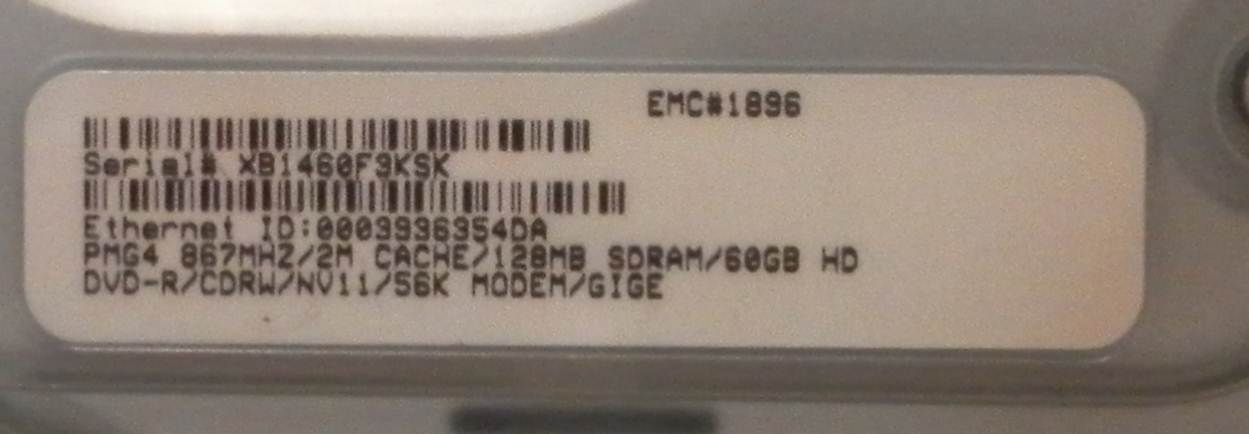 EMC#1896
Serial# XB1460F9KSK
Ethernet ID:0003939354DA
PMG4 867MHZ/2M CACHE/128MB SDRAM/60GB HD
DVD-R/CDRW/NV11/56K MODEM/GIGE